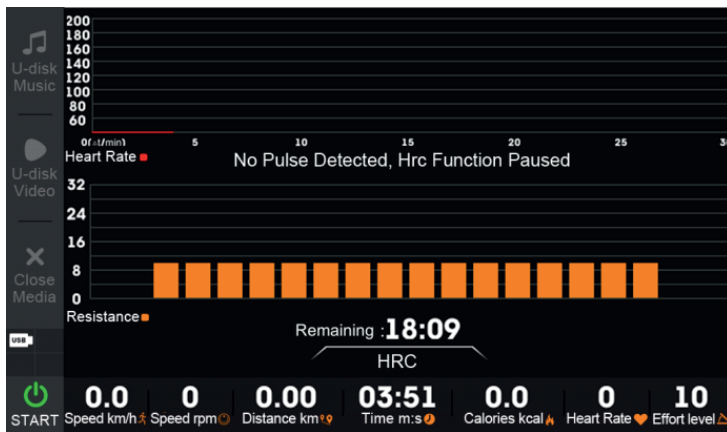 U-disk
Music
U-disk
Video
Close
Media
USB
START
200
180
160
140
120
100
80
60
0(△t/min) 5 10 15 20 25 30
Heart Rate
No Pulse Detected, Hrc Function Paused
32
24
16
8
0
Resistance
Remaining :18:09
HRC
0.0 0 0.00 03:51 0.0 0 10
Speed km/h Speed rpm Distance km Time m:s Calories kcal Heart Rate Effort level